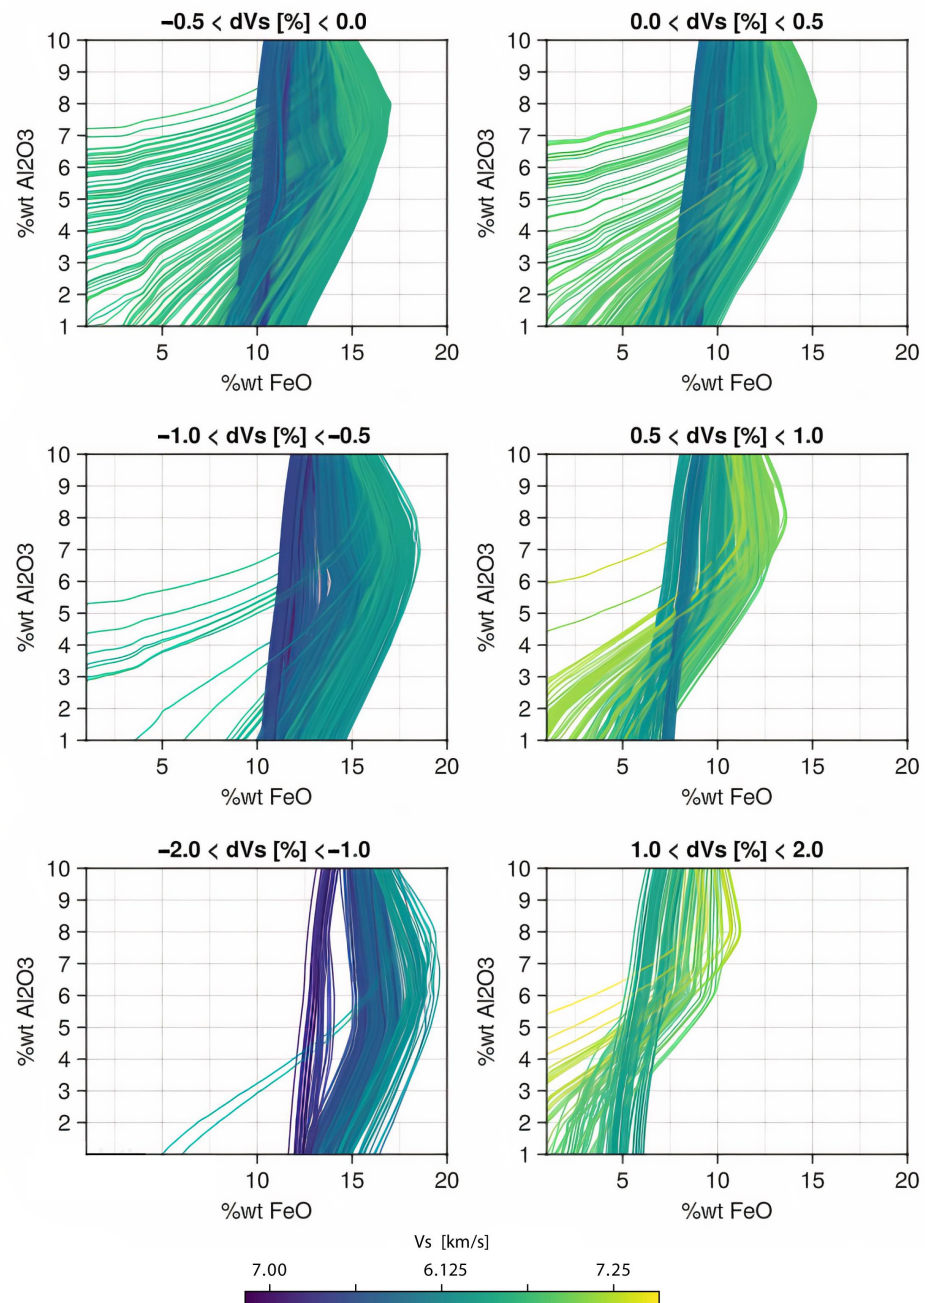 −0.5 < dVs [%] < 0.0
0.0 < dVs [%] < 0.5
10
9
8
7
6
5
4
3
2
1
%wt Al2O3
5 10 15 20
%wt FeO
10
9
8
7
6
5
4
3
2
1
%wt Al2O3
5 10 15 20
%wt FeO
−1.0 < dVs [%] <−0.5
0.5 < dVs [%] < 1.0
10
9
8
7
6
5
4
3
2
1
%wt Al2O3
5 10 15 20
%wt FeO
10
9
8
7
6
5
4
3
2
1
%wt Al2O3
5 10 15 20
%wt FeO
−2.0 < dVs [%] <−1.0
1.0 < dVs [%] < 2.0
10
9
8
7
6
5
4
3
2
%wt Al2O3
10 15 20
%wt FeO
10
9
8
7
6
5
4
3
2
1
%wt Al2O3
5 10 15 20
%wt FeO
Vs [km/s]
7.00 6.125 7.25